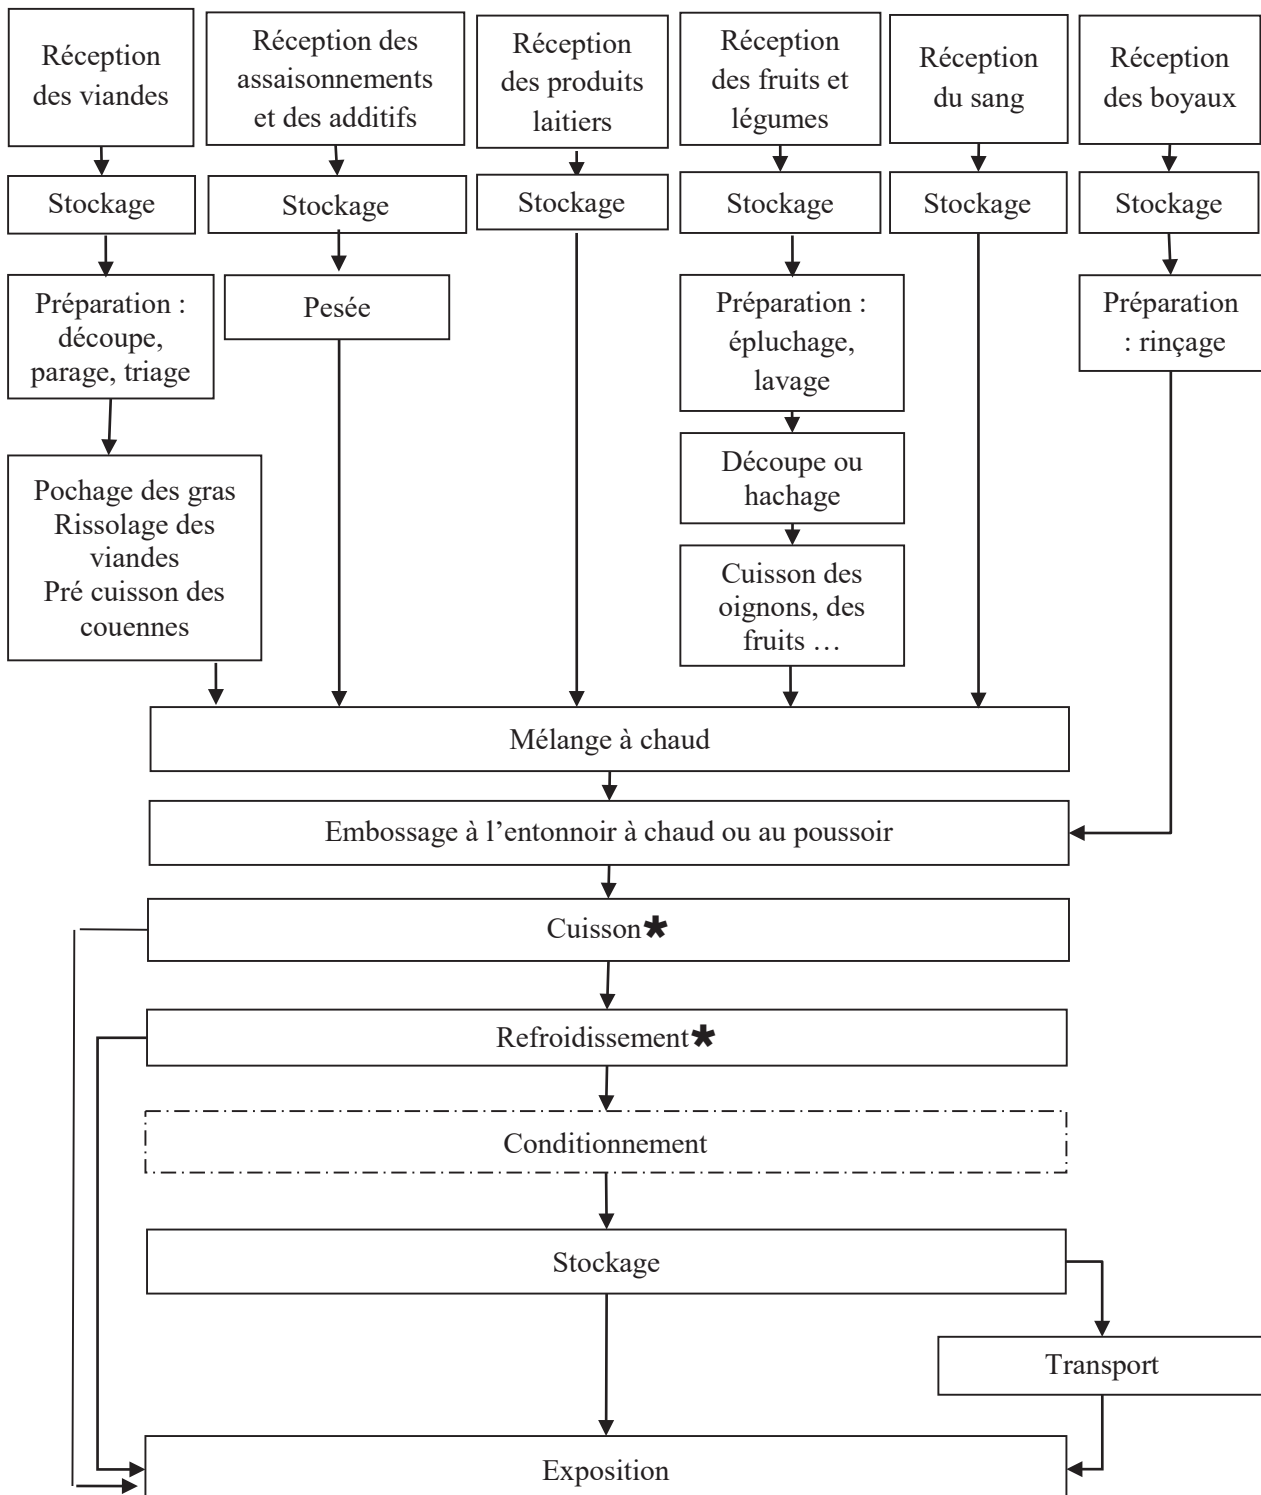 Réception
des viandes
Réception des
assaisonnements
et des additifs
Réception
des produits
laitiers
Réception
des fruits et
légumes
Réception
du sang
Réception
des boyaux
Stockage
Stockage
Stockage
Stockage
Stockage
Stockage
Préparation :
découpe,
parage, triage
Pesée
Préparation :
épluchage,
lavage
Préparation
: rinçage
Pochage des gras
Rissolage des
viandes
Pré cuisson des
couennes
Découpe ou
hachage
Cuisson des
oignons, des
fruits …
Mélange à chaud
Embossage à l’entonnoir à chaud ou au poussoir
Cuisson*
Refroidissement*
Conditionnement
Stockage
Transport
Exposition